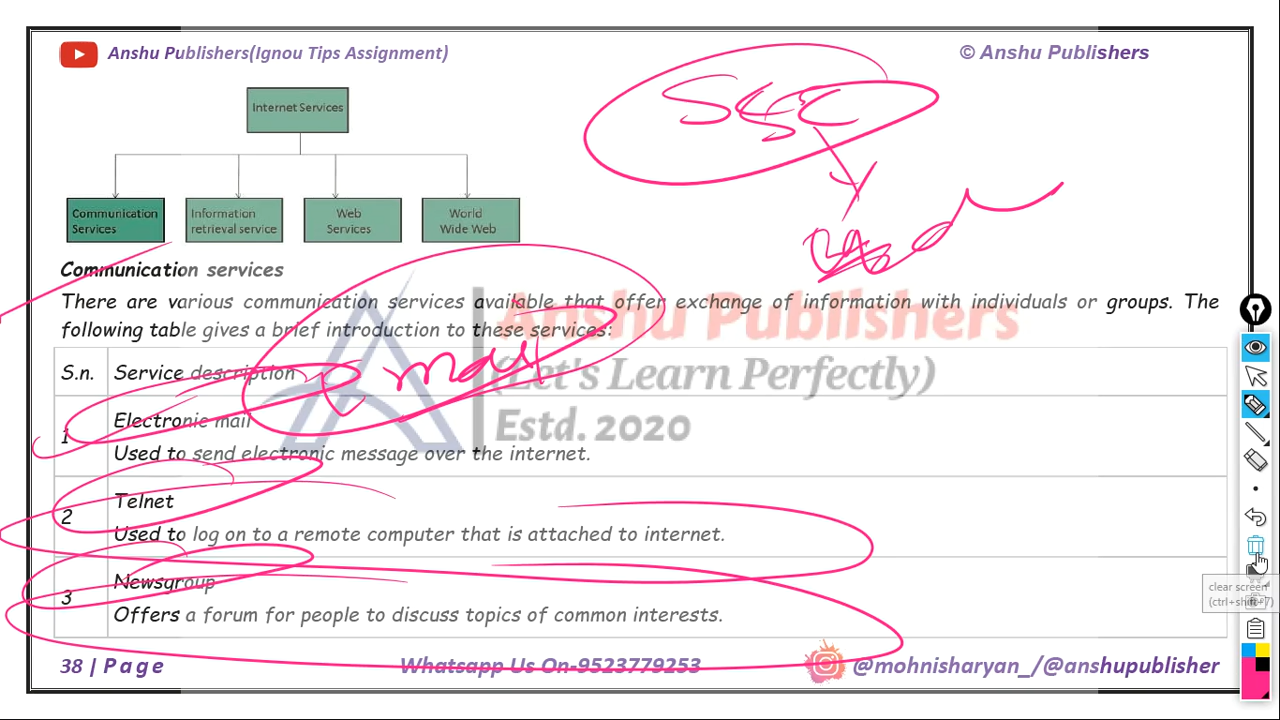 Anshu Publishers(Ignou Tips Assignment)
© Anshu Publishers
Internet Services
Communication Services
Information retrieval service
Web Services
World Wide Web
Communication services
There are various communication services available that offer exchange of information with individuals or groups. The
following table gives a brief introduction to these services:
Anshu Publishers
(Let's Learn Perfectly)
Estd. 2020
S.n. Service description
1 Electronic mail
Used to send electronic message over the internet.
2 Telnet
Used to log on to a remote computer that is attached to internet.
3 Newsgroup
Offers a forum for people to discuss topics of common interests.
38 | Page
Whatsapp Us On-9523779253
@mohnisharyan_/@anshupublisher
clear screen
(ctrl+shift+7)